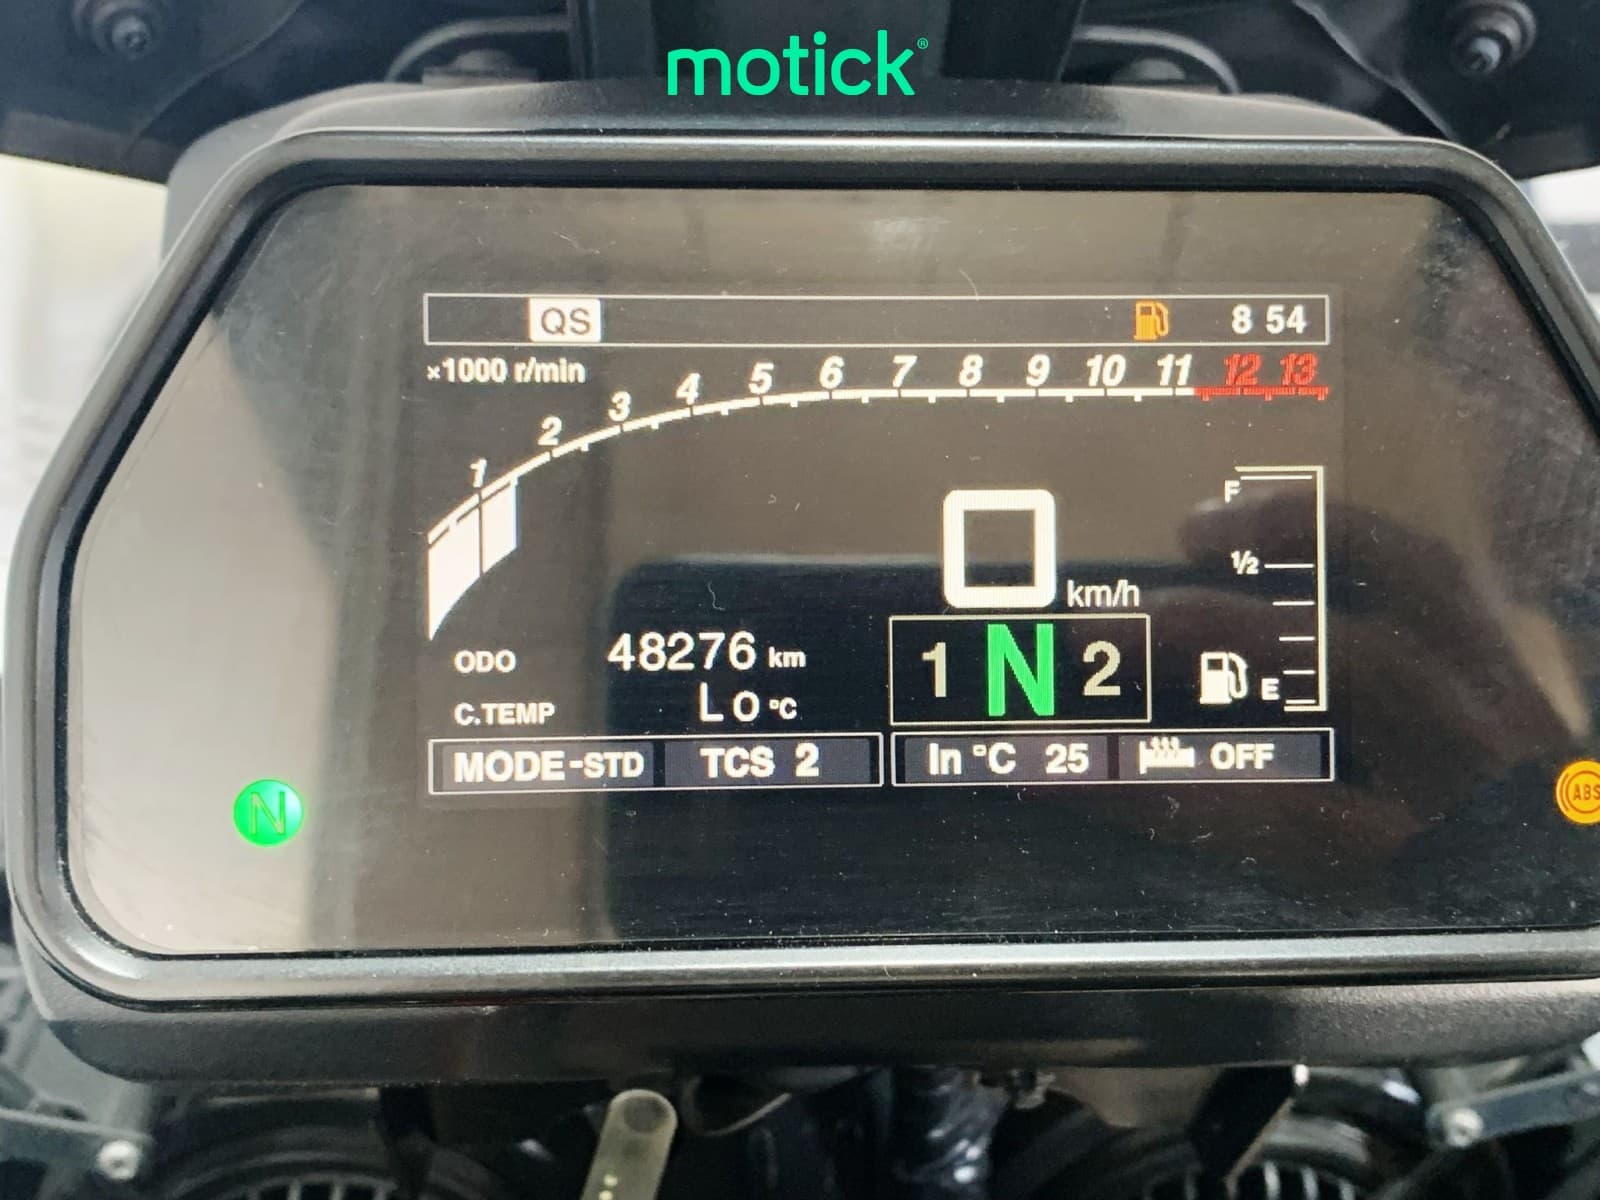 motick®
QS 8 54
×1000 r/min
1 2 3 4 5 6 7 8 9 10 11 12 13
F
1/2
E
0 km/h
ODO 48276 km
C.TEMP Lo °C
1 N 2
MODE-STD TCS 2 In °C 25 OFF
N
ABS